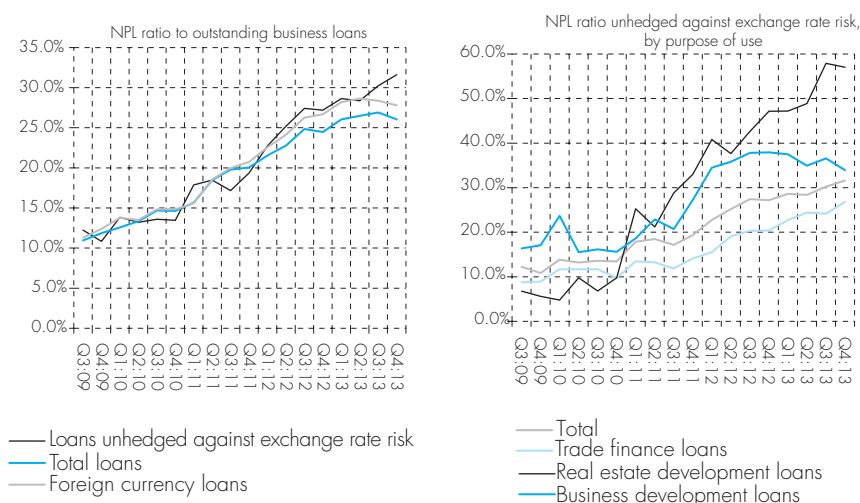 NPL ratio to outstanding business loans
35.0%
30.0%
25.0%
20.0%
15.0%
10.0%
5.0%
0.0%
Q3:09
Q4:09
Q1:10
Q2:10
Q3:10
Q4:10
Q1:11
Q2:11
Q3:11
Q4:11
Q1:12
Q2:12
Q3:12
Q4:12
Q1:13
Q2:13
Q3:13
Q4:13
Loans unhedged against exchange rate risk
Total loans
Foreign currency loans
NPL ratio unhedged against exchange rate risk,
by purpose of use
60.0%
50.0%
40.0%
30.0%
20.0%
10.0%
0.0%
Q3:09
Q4:09
Q1:10
Q2:10
Q3:10
Q4:10
Q1:11
Q2:11
Q3:11
Q4:11
Q1:12
Q2:12
Q3:12
Q4:12
Q1:13
Q2:13
Q3:13
Q4:13
Total
Trade finance loans
Real estate development loans
Business development loans